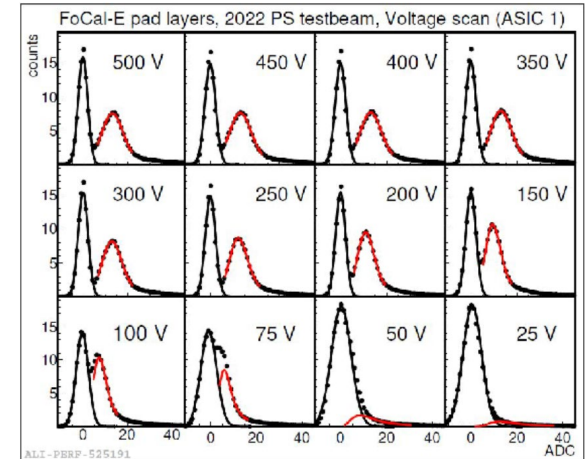 FoCal-E pad layers, 2022 PS testbeam, Voltage scan (ASIC 1)
counts
500 V 450 V 400 V 350 V
15
10
5
300 V 250 V 200 V 150 V
15
10
5
100 V 75 V 50 V 25 V
15
10
5
0 20 40 0 20 40 0 20 40 0 20 40
ADC
ALI-PERF-525191